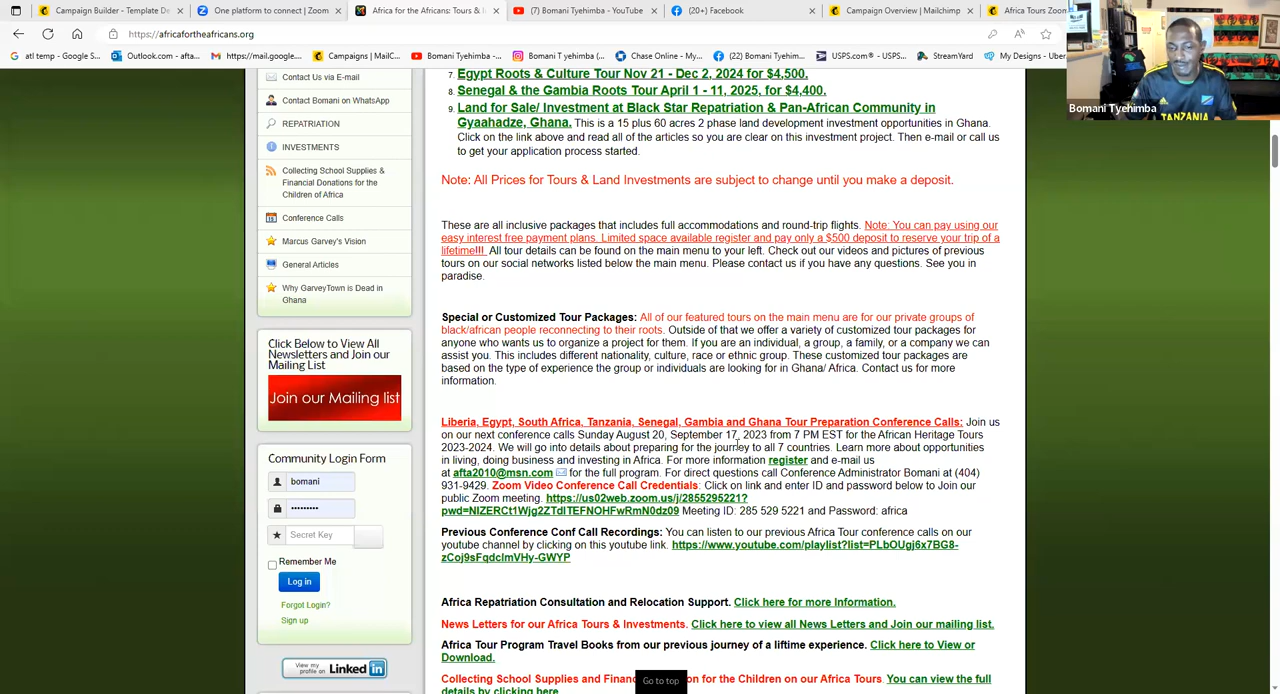 Campaign Builder - Template De
One platform to connect | Zoom
Africa for the Africans: Tours &
(7) Bomani Tyehimba - YouTube
(20+) Facebook
Campaign Overview | Mailchimp
Africa Tours Zoom
https://africafortheafricans.org
atl temp - Google S...
Outlook.com - afta...
https://mail.google...
Campaigns | MailC...
Bomani Tyehimba -...
Bomani T yehimba (...
Chase Online - My...
(22) Bomani Tyehim...
USPS.com® - USPS...
StreamYard
My Designs - Uber
Bomani Tyehimba
TANZANIA
Contact Us via E-mail
Contact Bomani on WhatsApp
REPATRIATION
INVESTMENTS
Collecting School Supplies &
Financial Donations for the
Children of Africa
Conference Calls
Marcus Garvey's Vision
General Articles
Why GarveyTown is Dead in
Ghana
Click Below to View All
Newsletters and Join our
Mailing List
Join our Mailing list
Community Login Form
bomani
Secret Key
Remember Me
Log in
Forgot Login?
Sign up
View my
profile on
LinkedIn
7. Egypt Roots & Culture Tour Nov 21 - Dec 2, 2024 for $4,500.
8. Senegal & the Gambia Roots Tour April 1 - 11, 2025, for $4,400.
9. Land for Sale/ Investment at Black Star Repatriation & Pan-African Community in
Gyaahadze, Ghana. This is a 15 plus 60 acres 2 phase land development investment opportunities in Ghana.
Click on the link above and read all of the articles so you are clear on this investment project. Then e-mail or call us
to get your application process started.
Note: All Prices for Tours & Land Investments are subject to change until you make a deposit.
These are all inclusive packages that includes full accommodations and round-trip flights. Note: You can pay using our
easy interest free payment plans. Limited space available register and pay only a $500 deposit to reserve your trip of a
lifetime!!! All tour details can be found on the main menu to your left. Check out our videos and pictures of previous
tours on our social networks listed below the main menu. Please contact us if you have any questions. See you in
paradise.
Special or Customized Tour Packages: All of our featured tours on the main menu are for our private groups of
black/african people reconnecting to their roots. Outside of that we offer a variety of customized tour packages for
anyone who wants us to organize a project for them. If you are an individual, a group, a family, or a company we can
assist you. This includes different nationality, culture, race or ethnic group. These customized tour packages are
based on the type of experience the group or individuals are looking for in Ghana/ Africa. Contact us for more
information.
Liberia, Egypt, South Africa, Tanzania, Senegal, Gambia and Ghana Tour Preparation Conference Calls: Join us
on our next conference calls Sunday August 20, September 17, 2023 from 7 PM EST for the African Heritage Tours
2023-2024. We will go into details about preparing for the journey to all 7 countries. Learn more about opportunities
in living, doing business and investing in Africa. For more information register and e-mail us
at afta2010@msn.com for the full program. For direct questions call Conference Administrator Bomani at (404)
931-9429. Zoom Video Conference Call Credentials: Click on link and enter ID and password below to Join our
public Zoom meeting. https://us02web.zoom.us/j/2855295221?
pwd=NIZERCt1Wjg2ZTdITEFNOHFwRmN0dz09 Meeting ID: 285 529 5221 and Password: africa
Previous Conference Conf Call Recordings: You can listen to our previous Africa Tour conference calls on our
youtube channel by clicking on this youtube link. https://www.youtube.com/playlist?list=PLbOUgj6x7BG8-
zCoj9sFqdclmVHy-GWYP
Africa Repatriation Consultation and Relocation Support. Click here for more Information.
News Letters for our Africa Tours & Investments. Click here to view all News Letters and Join our mailing list.
Africa Tour Program Travel Books from our previous journey of a liftime experience. Click here to View or
Download.
Collecting School Supplies and Financ on for the Children on our Africa Tours. You can view the full
details by clicking here
Go to top